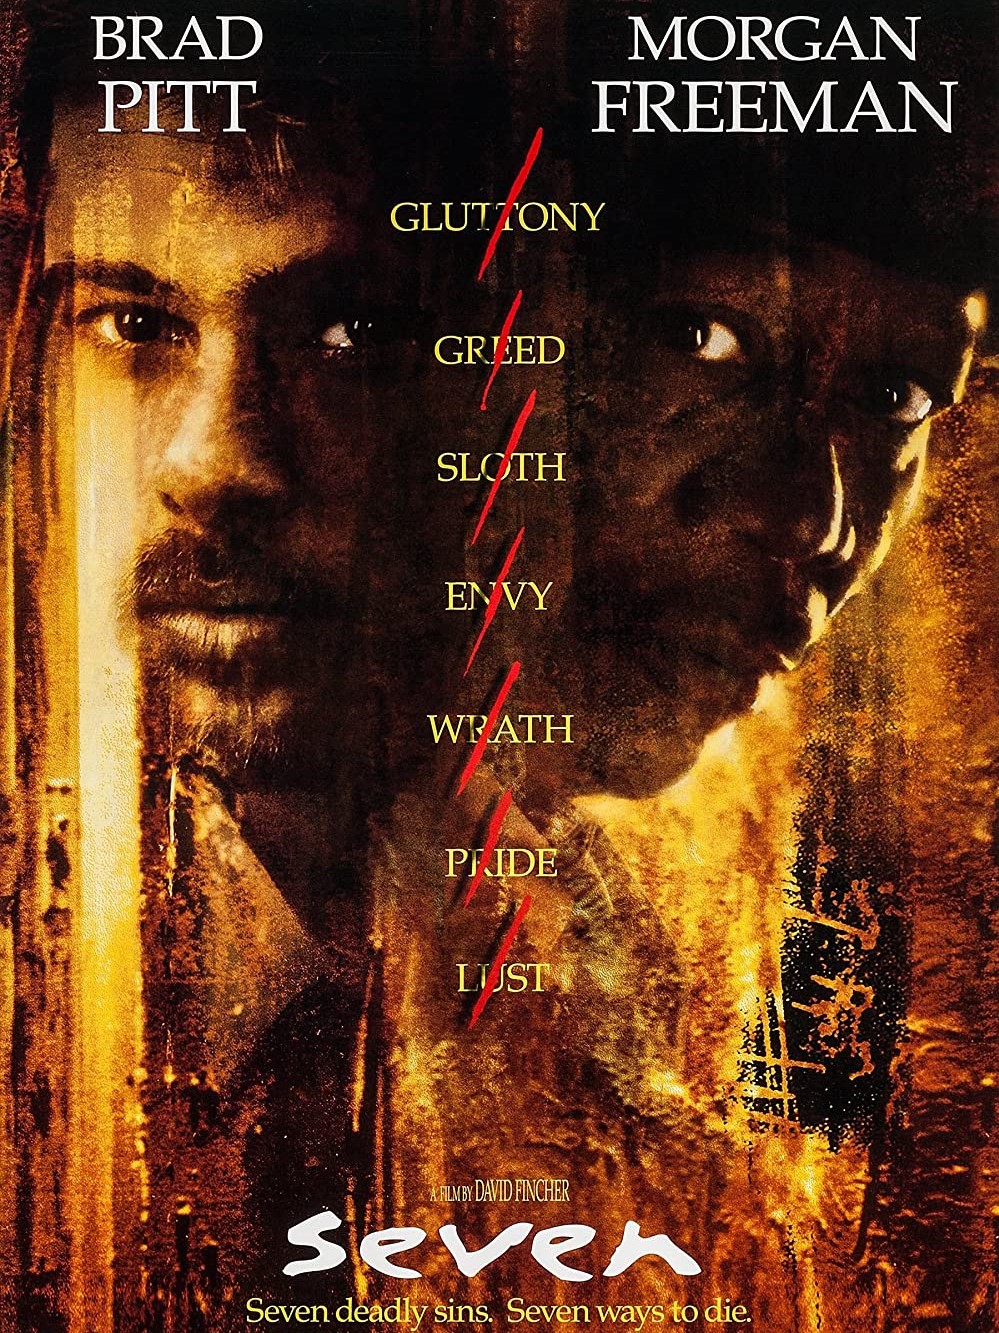 BRAD
PITT
MORGAN
FREEMAN
GLUTTONY
GREED
SLOTH
ENVY
WRATH
PRIDE
LUST
A FILM BY DAVID FINCHER
seven
Seven deadly sins. Seven ways to die.